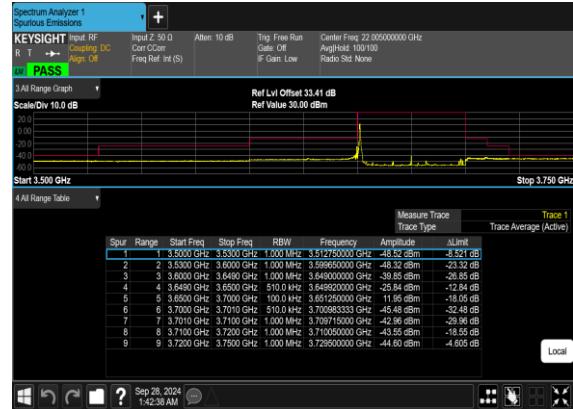 Spectrum Analyzer 1
Spurious Emissions
+
KEYSIGHT Input: RF Input Z: 50 Ω Atten: 10 dB Trig: Free Run Center Freq: 22.005000000 GHz
R T Coupling: DC Corr CCorr Gate: Off Avg|Hold: 100/100
Align: Off Freq Ref: Int (S) IF Gain: Low Radio Std: None
PASS
3 All Range Graph Ref Lvl Offset 33.41 dB
Scale/Div 10.0 dB Ref Value 30.00 dBm
20.0
0.00
-20.0
-40.0
-60.0
Start 3.500 GHz Stop 3.750 GHz
4 All Range Table
Measure Trace Trace 1
Trace Type Trace Average (Active)
Spur Range Start Freq Stop Freq RBW Frequency Amplitude ΔLimit
1 1 3.5000 GHz 3.5300 GHz 1.000 MHz 3.512750000 GHz -48.52 dBm -8.521 dB
2 2 3.5300 GHz 3.6000 GHz 1.000 MHz 3.599650000 GHz -48.32 dBm -23.32 dB
3 3 3.6000 GHz 3.6490 GHz 1.000 MHz 3.649000000 GHz -39.85 dBm -26.85 dB
4 4 3.6490 GHz 3.6500 GHz 510.0 kHz 3.649920000 GHz -25.84 dBm -12.84 dB
5 5 3.6500 GHz 3.7000 GHz 100.0 kHz 3.651250000 GHz 11.95 dBm -18.05 dB
6 6 3.7000 GHz 3.7010 GHz 510.0 kHz 3.700983333 GHz -45.48 dBm -32.48 dB
7 7 3.7010 GHz 3.7100 GHz 1.000 MHz 3.709715000 GHz -42.96 dBm -29.96 dB
8 8 3.7100 GHz 3.7200 GHz 1.000 MHz 3.710050000 GHz -43.55 dBm -18.55 dB
9 9 3.7200 GHz 3.7500 GHz 1.000 MHz 3.729500000 GHz -44.60 dBm -4.605 dB
Local
? Sep 28, 2024
1:42:38 AM